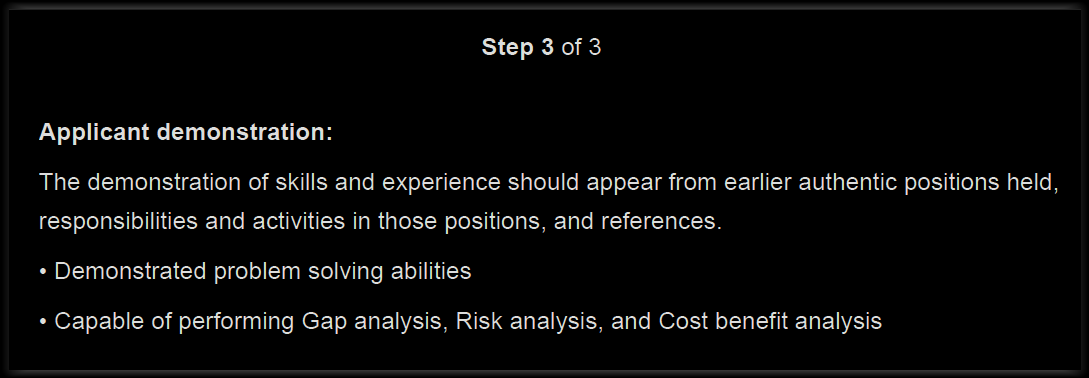 Step 3 of 3
Applicant demonstration:
The demonstration of skills and experience should appear from earlier authentic positions held,
responsibilities and activities in those positions, and references.
• Demonstrated problem solving abilities
• Capable of performing Gap analysis, Risk analysis, and Cost benefit analysis